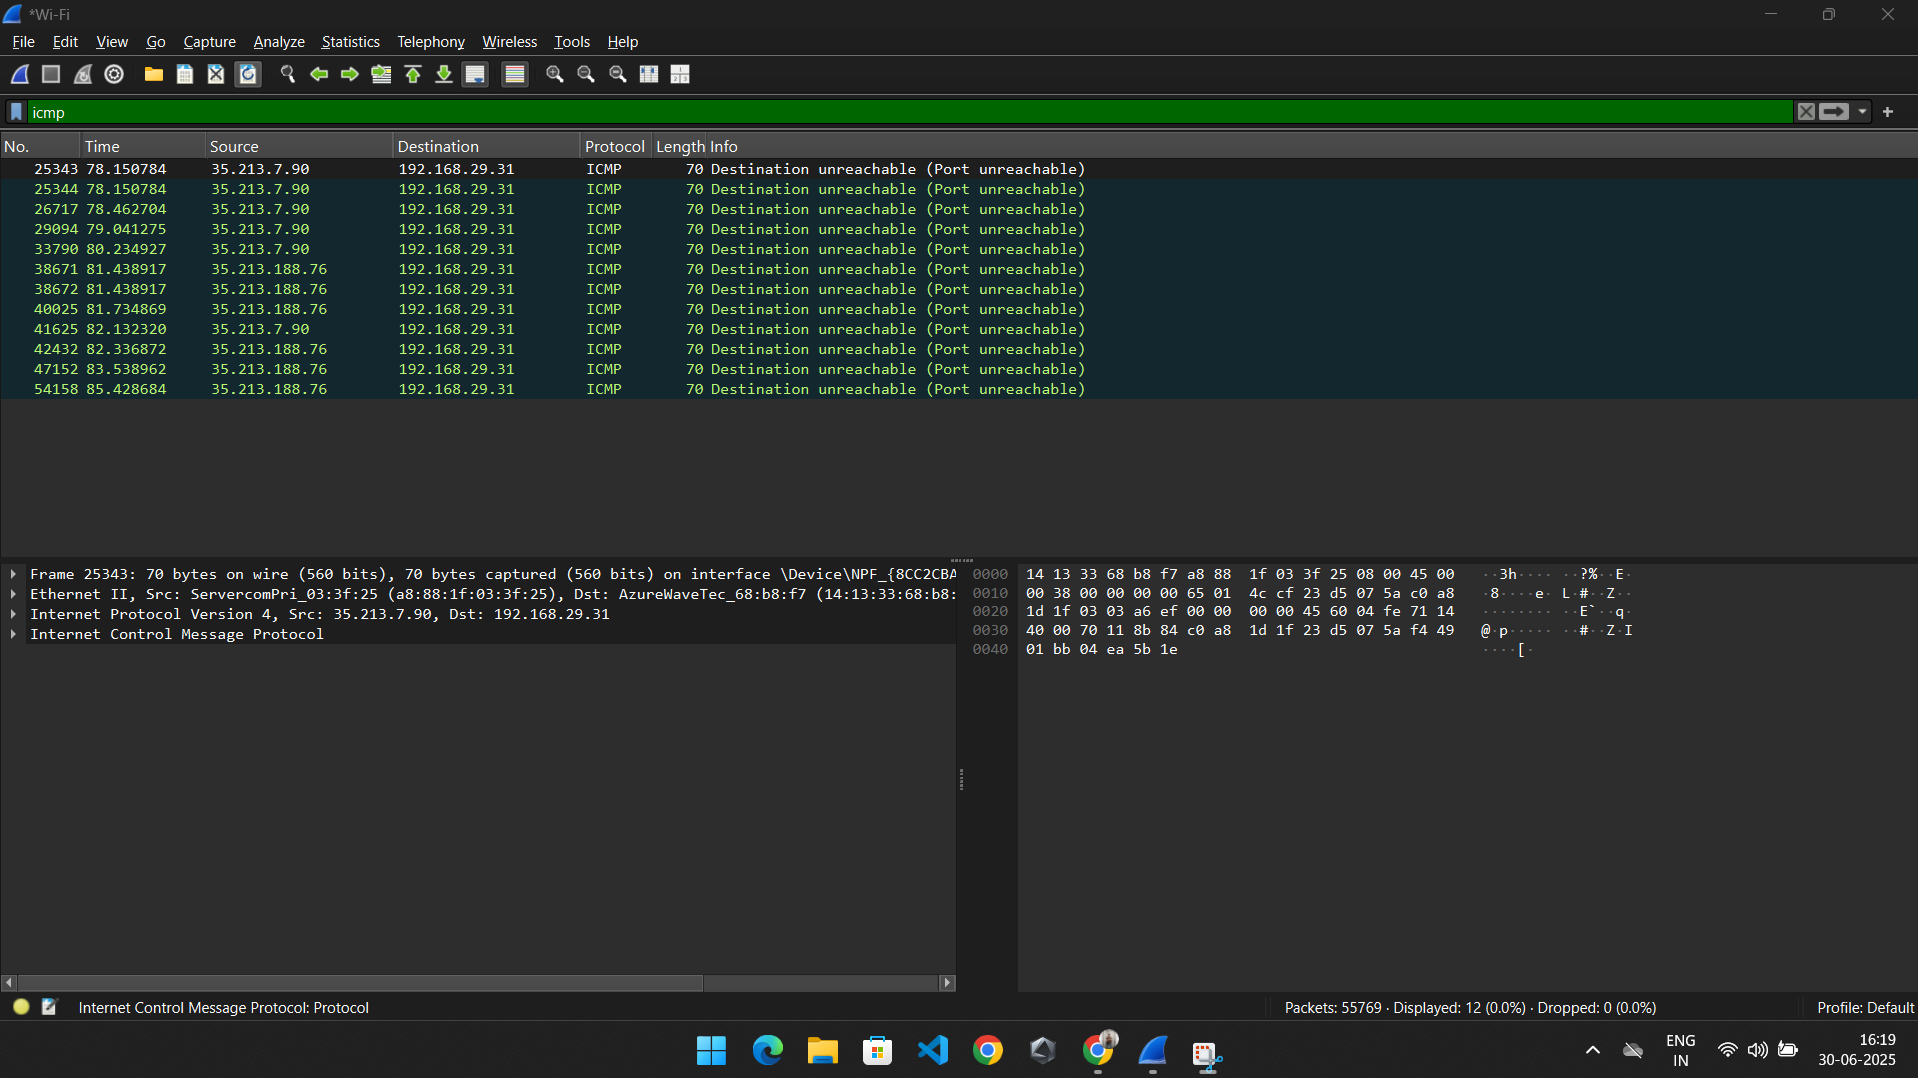 *Wi-Fi
File Edit View Go Capture Analyze Statistics Telephony Wireless Tools Help
icmp
No. Time Source Destination Protocol Length Info
25343 78.150784 35.213.7.90 192.168.29.31 ICMP 70 Destination unreachable (Port unreachable)
25344 78.150784 35.213.7.90 192.168.29.31 ICMP 70 Destination unreachable (Port unreachable)
26717 78.462704 35.213.7.90 192.168.29.31 ICMP 70 Destination unreachable (Port unreachable)
29094 79.041275 35.213.7.90 192.168.29.31 ICMP 70 Destination unreachable (Port unreachable)
33790 80.234927 35.213.7.90 192.168.29.31 ICMP 70 Destination unreachable (Port unreachable)
38671 81.438917 35.213.188.76 192.168.29.31 ICMP 70 Destination unreachable (Port unreachable)
38672 81.438917 35.213.188.76 192.168.29.31 ICMP 70 Destination unreachable (Port unreachable)
40025 81.734869 35.213.188.76 192.168.29.31 ICMP 70 Destination unreachable (Port unreachable)
41625 82.132320 35.213.7.90 192.168.29.31 ICMP 70 Destination unreachable (Port unreachable)
42432 82.336872 35.213.188.76 192.168.29.31 ICMP 70 Destination unreachable (Port unreachable)
47152 83.538962 35.213.188.76 192.168.29.31 ICMP 70 Destination unreachable (Port unreachable)
54158 85.428684 35.213.188.76 192.168.29.31 ICMP 70 Destination unreachable (Port unreachable)
Frame 25343: 70 bytes on wire (560 bits), 70 bytes captured (560 bits) on interface \Device\NPF_{8CC2CBA
Ethernet II, Src: ServercomPri_03:3f:25 (a8:88:1f:03:3f:25), Dst: AzureWaveTec_68:b8:f7 (14:13:33:68:b8:
Internet Protocol Version 4, Src: 35.213.7.90, Dst: 192.168.29.31
Internet Control Message Protocol
0000 14 13 33 68 b8 f7 a8 88 1f 03 3f 25 08 00 45 00 ··3h···· ··?%··E·
0010 00 38 00 00 00 00 65 01 4c cf 23 d5 07 5a c0 a8 ·8····e· L·#··Z··
0020 1d 1f 03 03 a6 ef 00 00 00 00 45 60 04 fe 71 14 ········ ··E`··q·
0030 40 00 70 11 8b 84 c0 a8 1d 1f 23 d5 07 5a f4 49 @·p····· ··#··Z·I
0040 01 bb 04 ea 5b 1e ····[·
Internet Control Message Protocol: Protocol
Packets: 55769 · Displayed: 12 (0.0%) · Dropped: 0 (0.0%)
Profile: Default
ENG
IN
16:19
30-06-2025